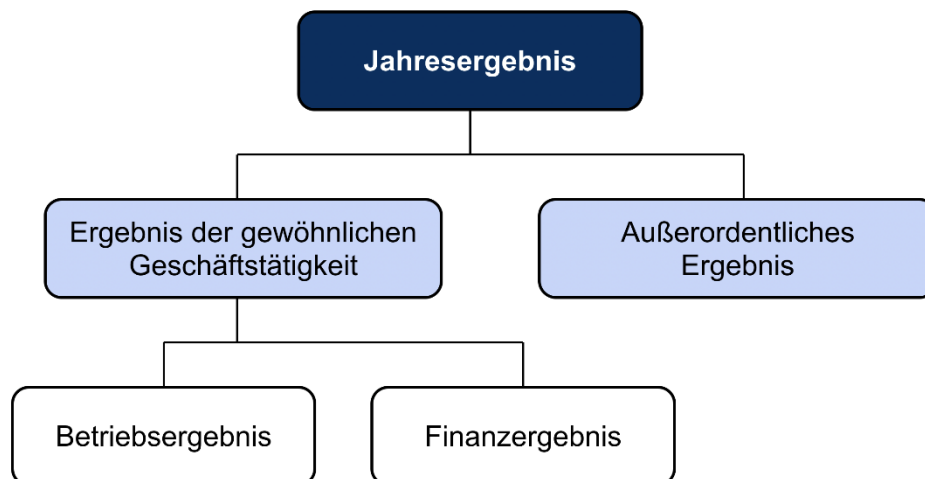 Jahresergebnis
Ergebnis der gewöhnlichen
Geschäftstätigkeit
Außerordentliches
Ergebnis
Betriebsergebnis
Finanzergebnis